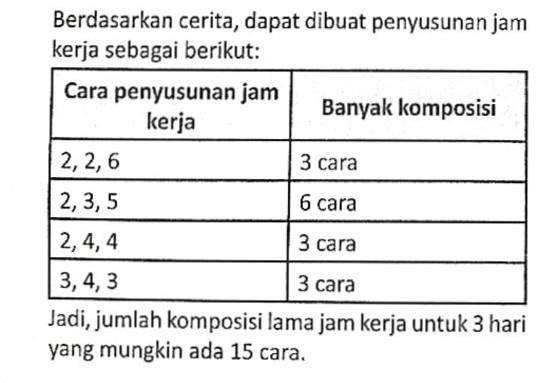 Berdasarkan cerita, dapat dibuat penyusunan jam
kerja sebagai berikut:
Cara penyusunan jam
kerja
Banyak komposisi
2, 2, 6
3 cara
2, 3, 5
6 cara
2, 4, 4
3 cara
3, 4, 3
3 cara
Jadi, jumlah komposisi lama jam kerja untuk 3 hari
yang mungkin ada 15 cara.